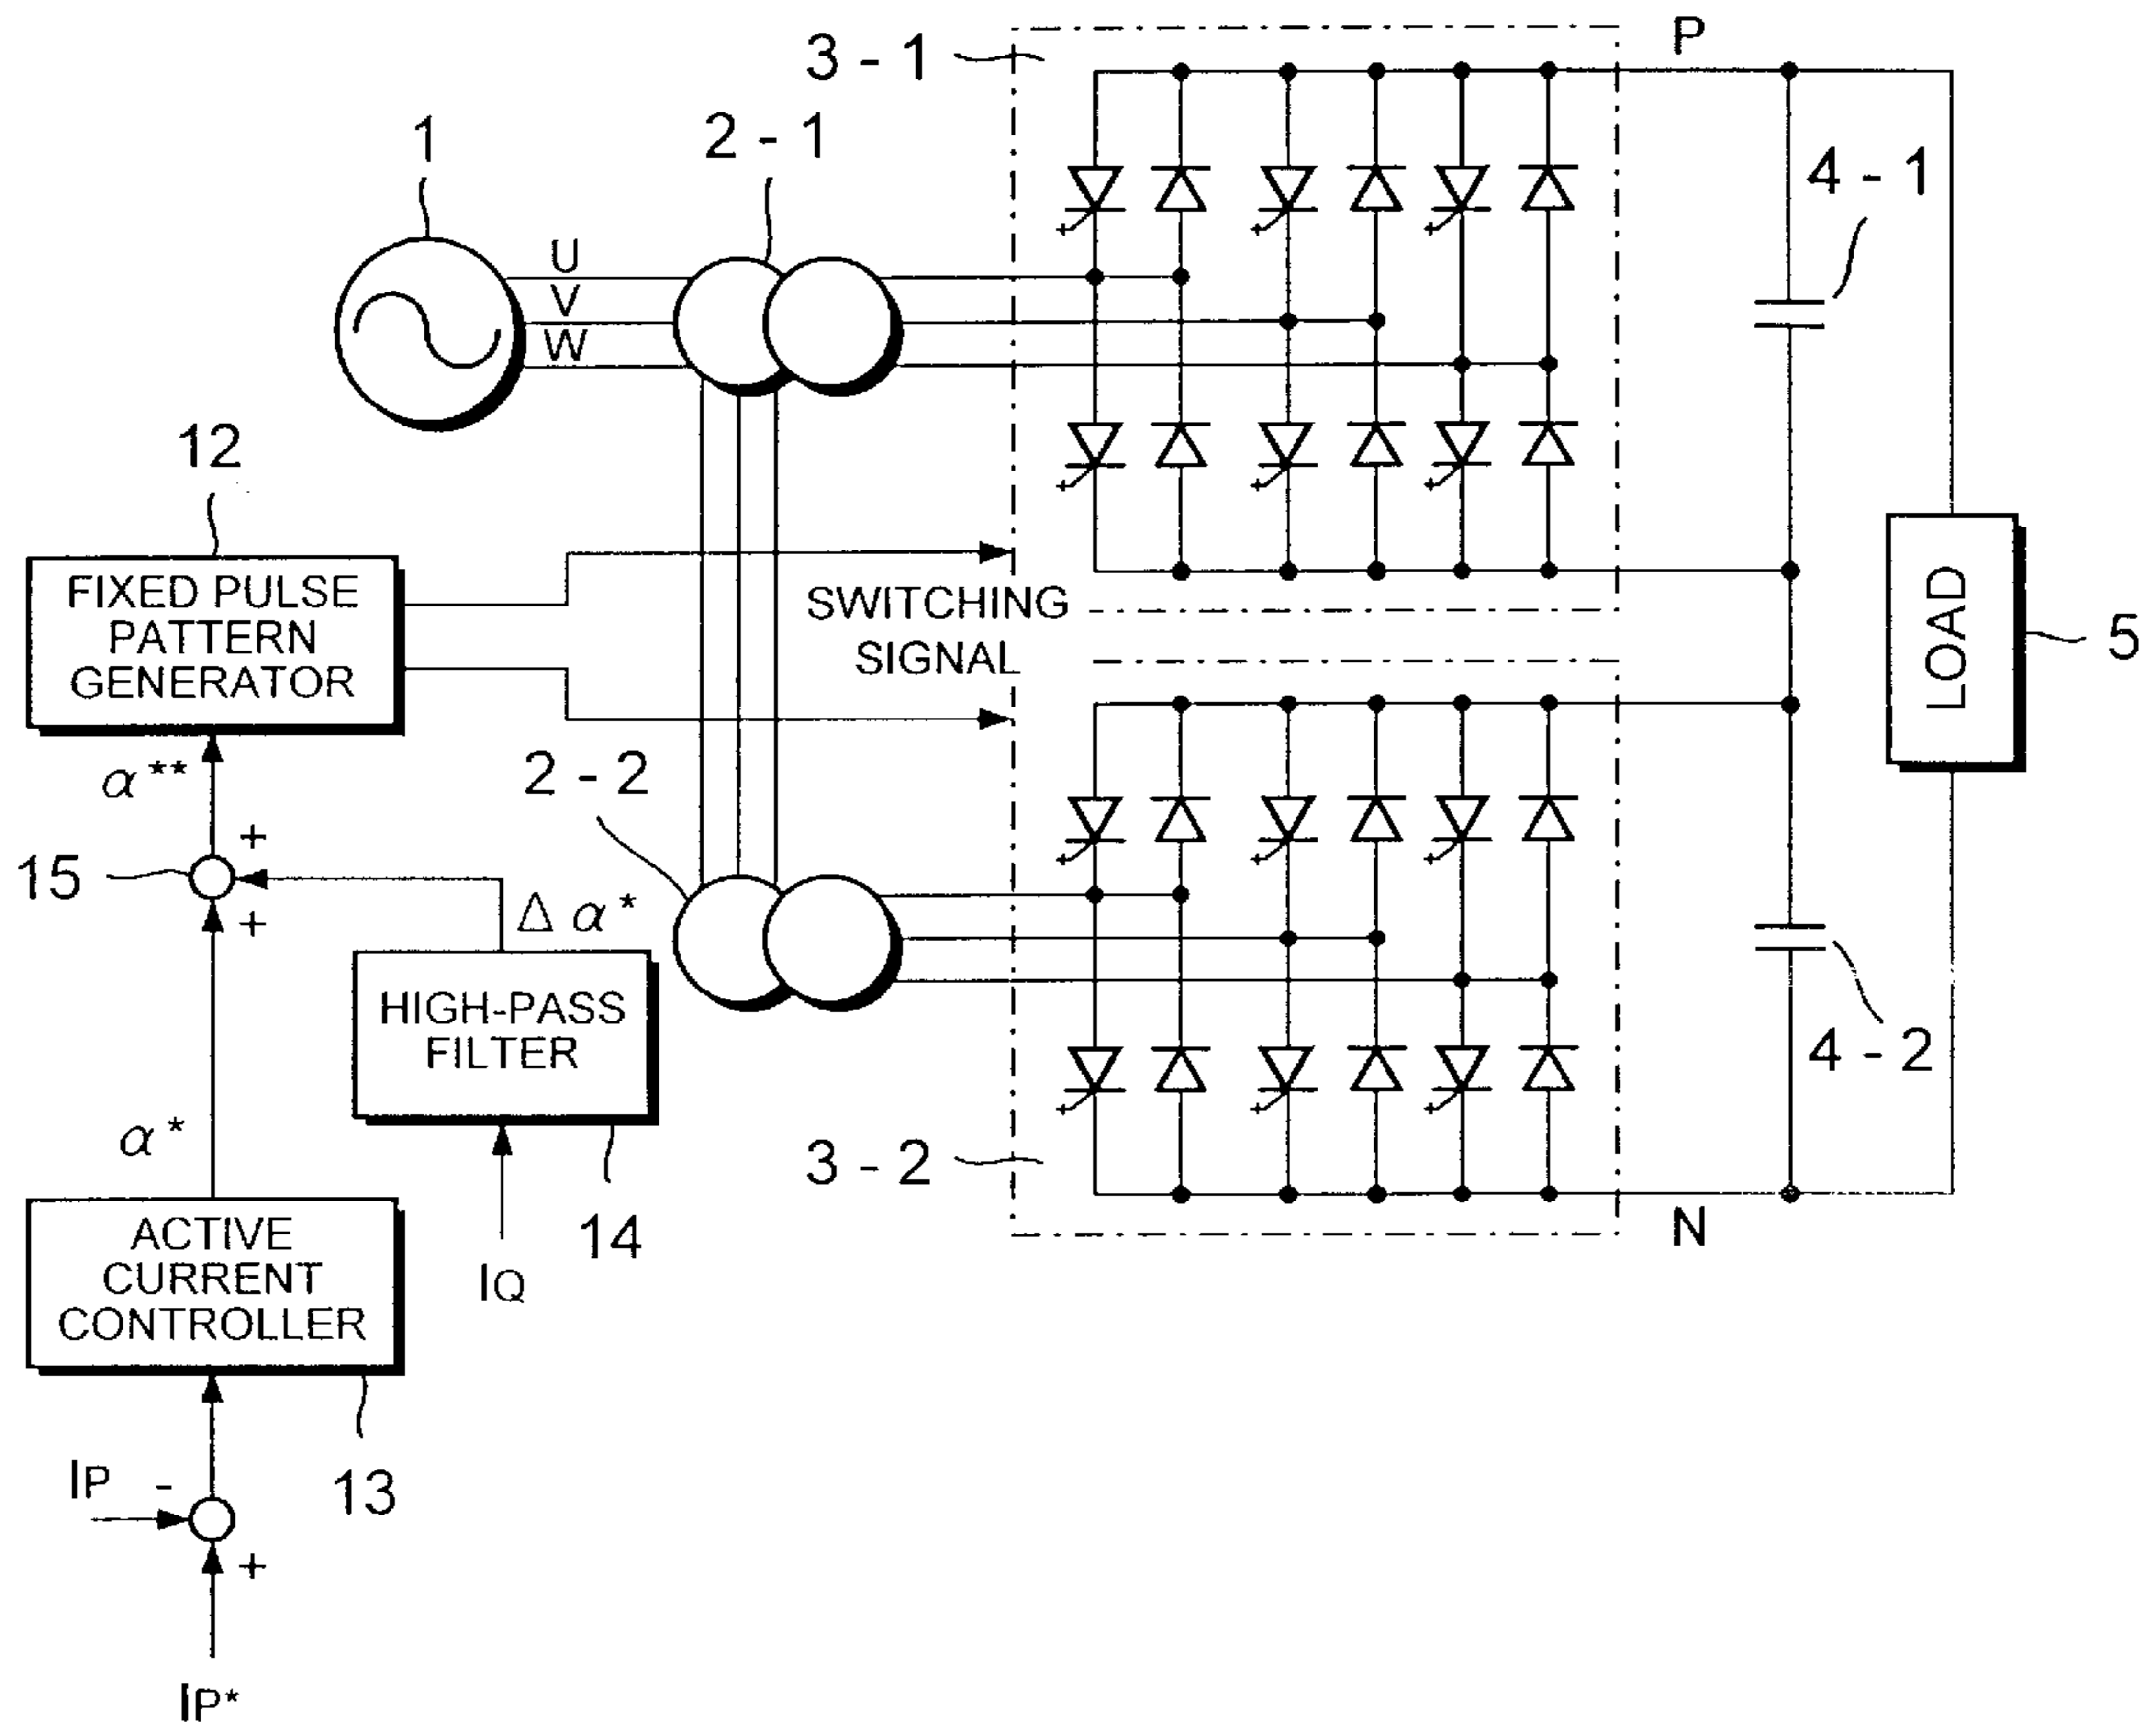 P
3 - 1
2 - 1
1
4 - 1
U
V
W
12
FIXED PULSE
PATTERN
GENERATOR
SWITCHING
SIGNAL
LOAD
5
α**
2 - 2
+
15
+
Δα*
HIGH-PASS
FILTER
4 - 2
α*
3 - 2
N
ACTIVE
CURRENT
CONTROLLER
14
IQ
IP
-
13
+
IP*